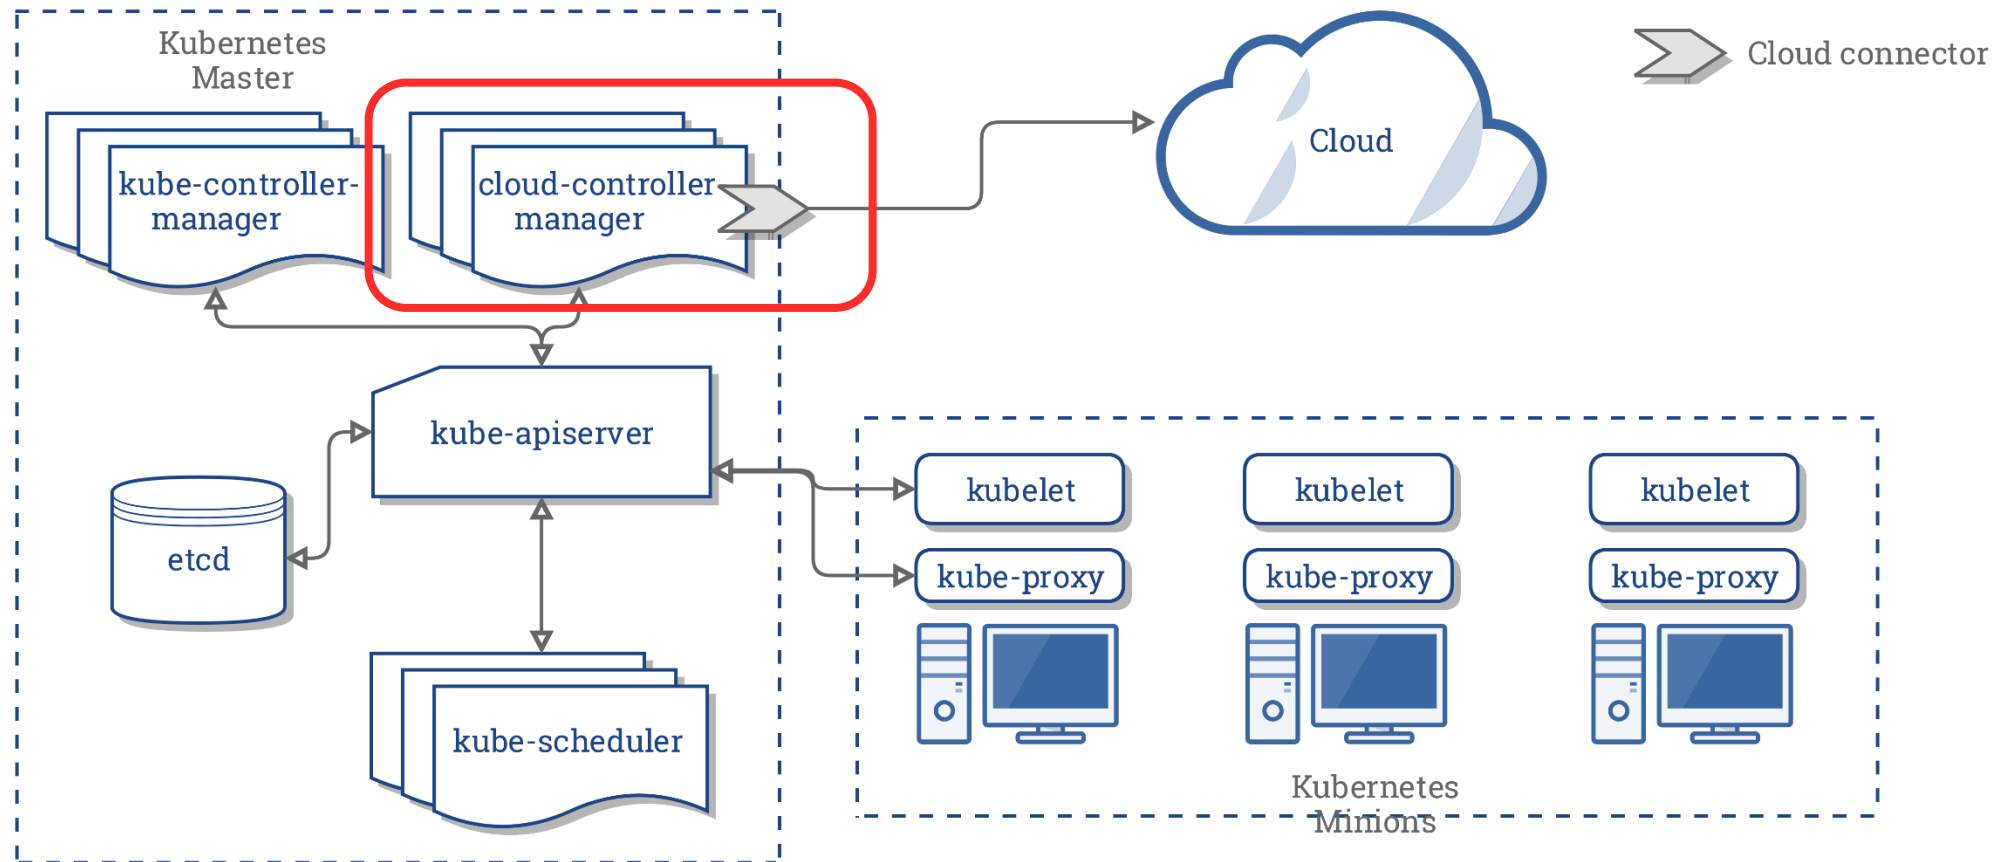 Kubernetes
Master
Cloud connector
kube-controller-
manager
cloud-controller
manager
Cloud
kube-apiserver
etcd
kube-scheduler
kubelet
kubelet
kubelet
kube-proxy
kube-proxy
kube-proxy
Kubernetes
Minions